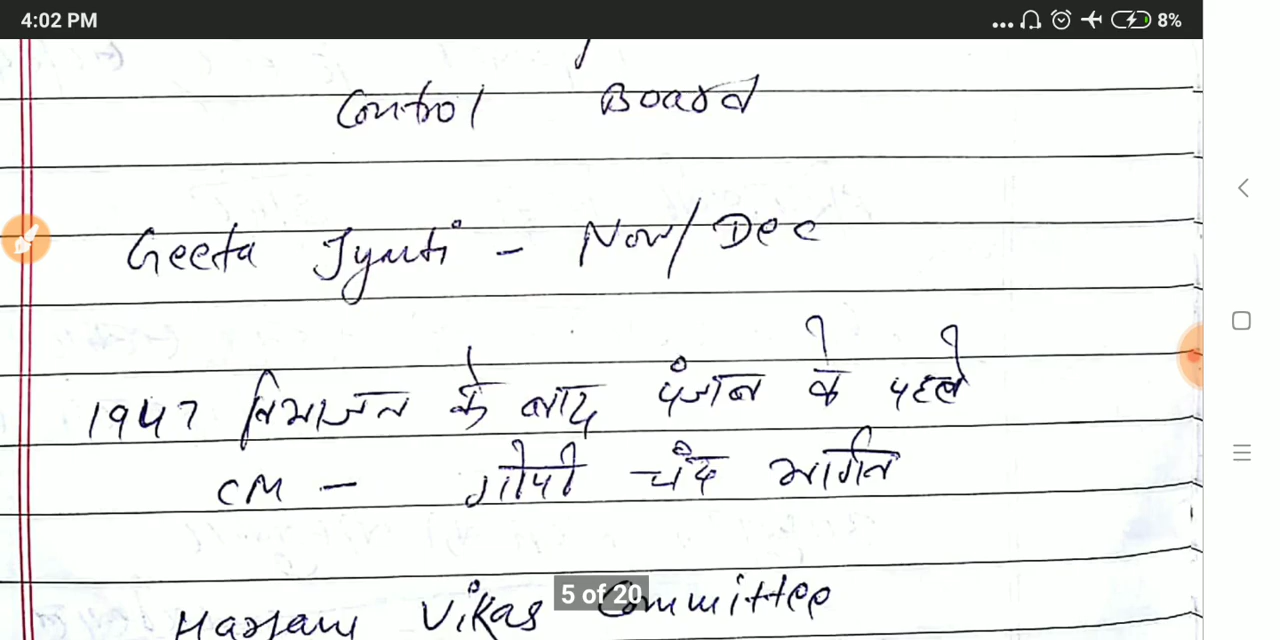 4:02 PM ... 8%
Control Board
Geeta Jyanti - Nov/Dec
1947 विभाजन के बाद पंजाब के पहले
CM - गोपी चंद भार्गव
5 of 20
Vikas Committee